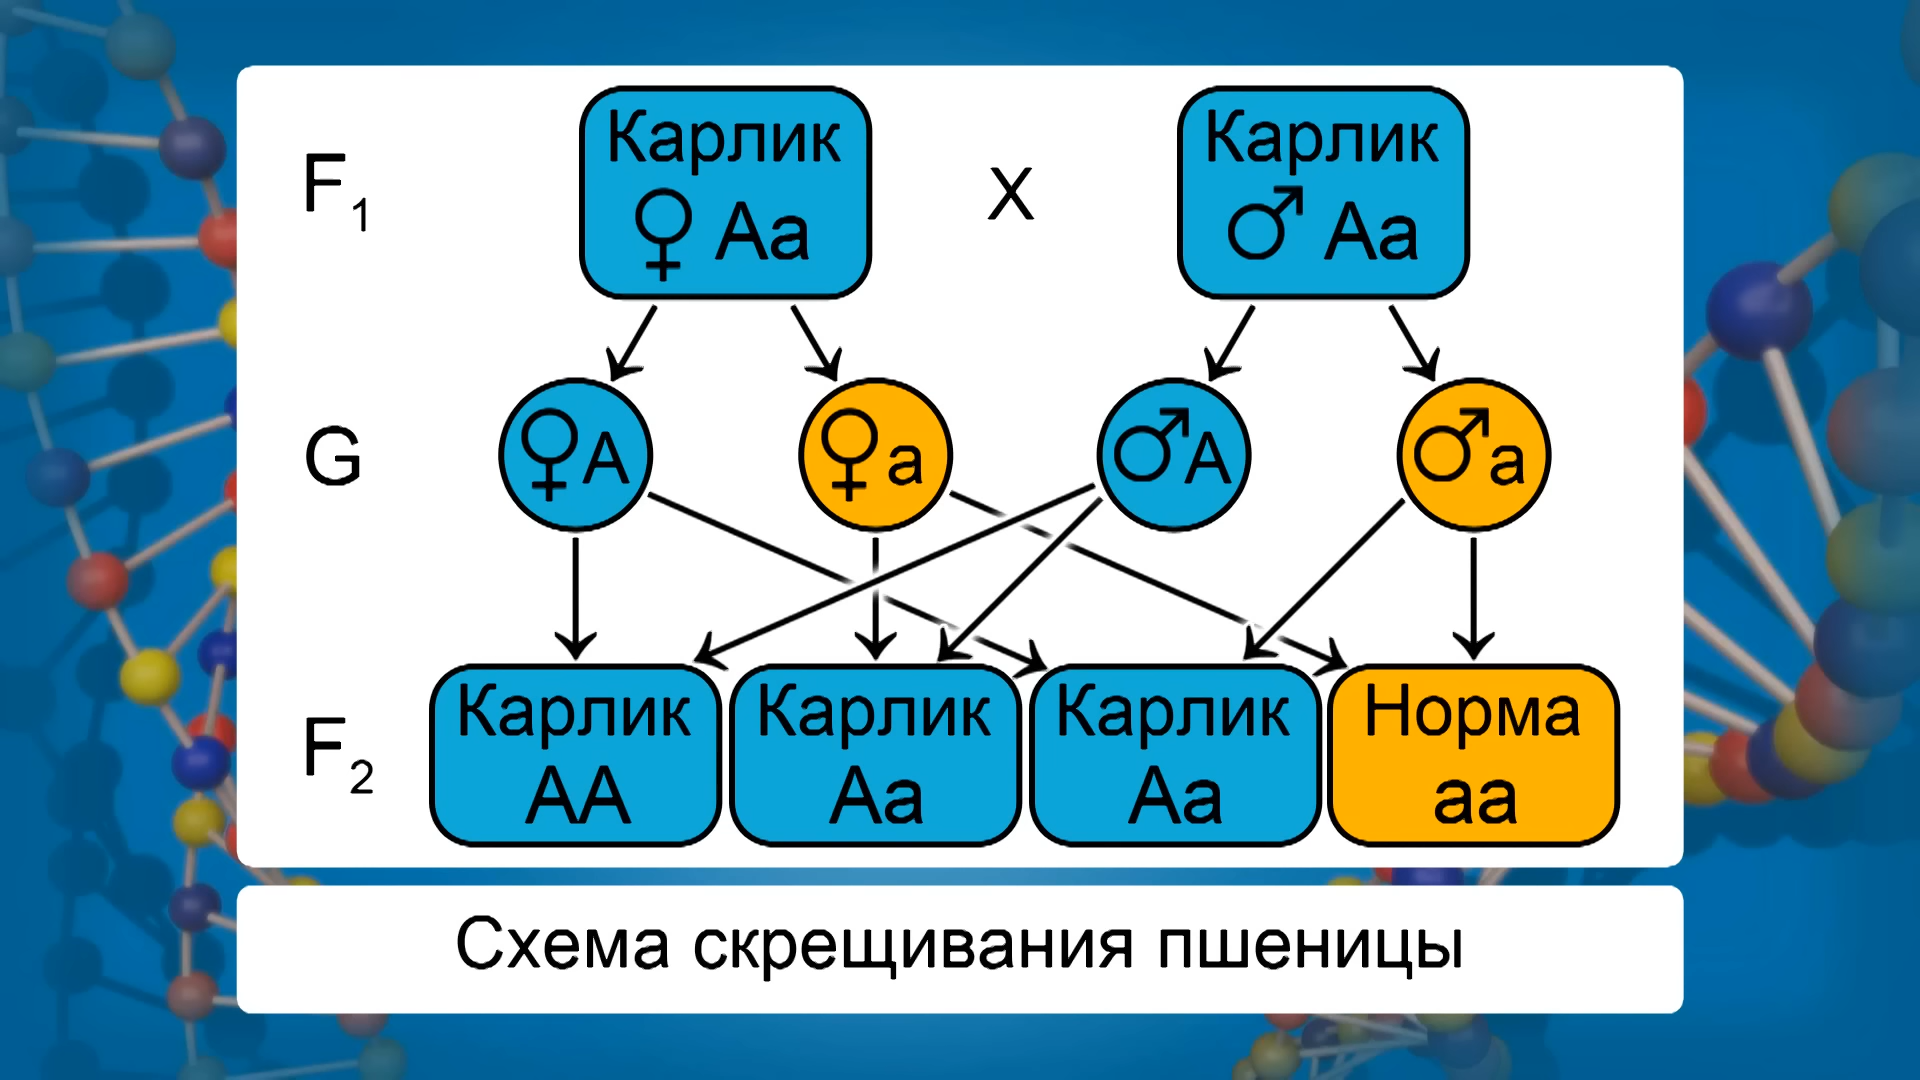 F1 Карлик X Карлик
♀ Aa ♂ Aa
G ♀A ♀a ♂A ♂a
F2 Карлик Карлик Карлик Норма
AA Aa Aa aa
Схема скрещивания пшеницы